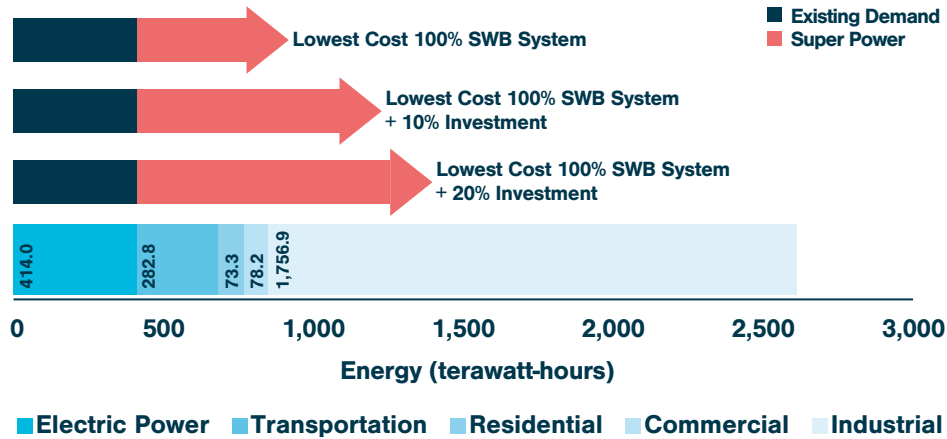 Existing Demand
Super Power
Lowest Cost 100% SWB System
Lowest Cost 100% SWB System
+ 10% Investment
Lowest Cost 100% SWB System
+ 20% Investment
414.0
282.8
73.3
78.2
1,756.9
0 500 1,000 1,500 2,000 2,500 3,000
Energy (terawatt-hours)
Electric Power Transportation Residential Commercial Industrial